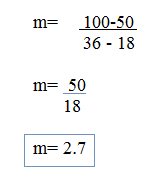 m= 100-50
36 - 18
m= 50
18
m= 2.7